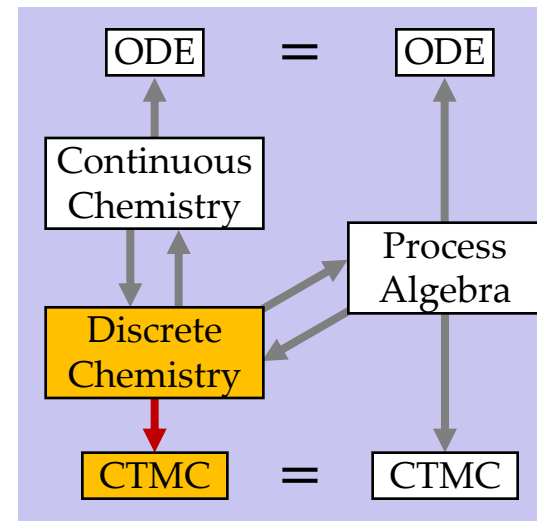 ODE = ODE
Continuous
Chemistry
Process
Algebra
Discrete
Chemistry
CTMC = CTMC